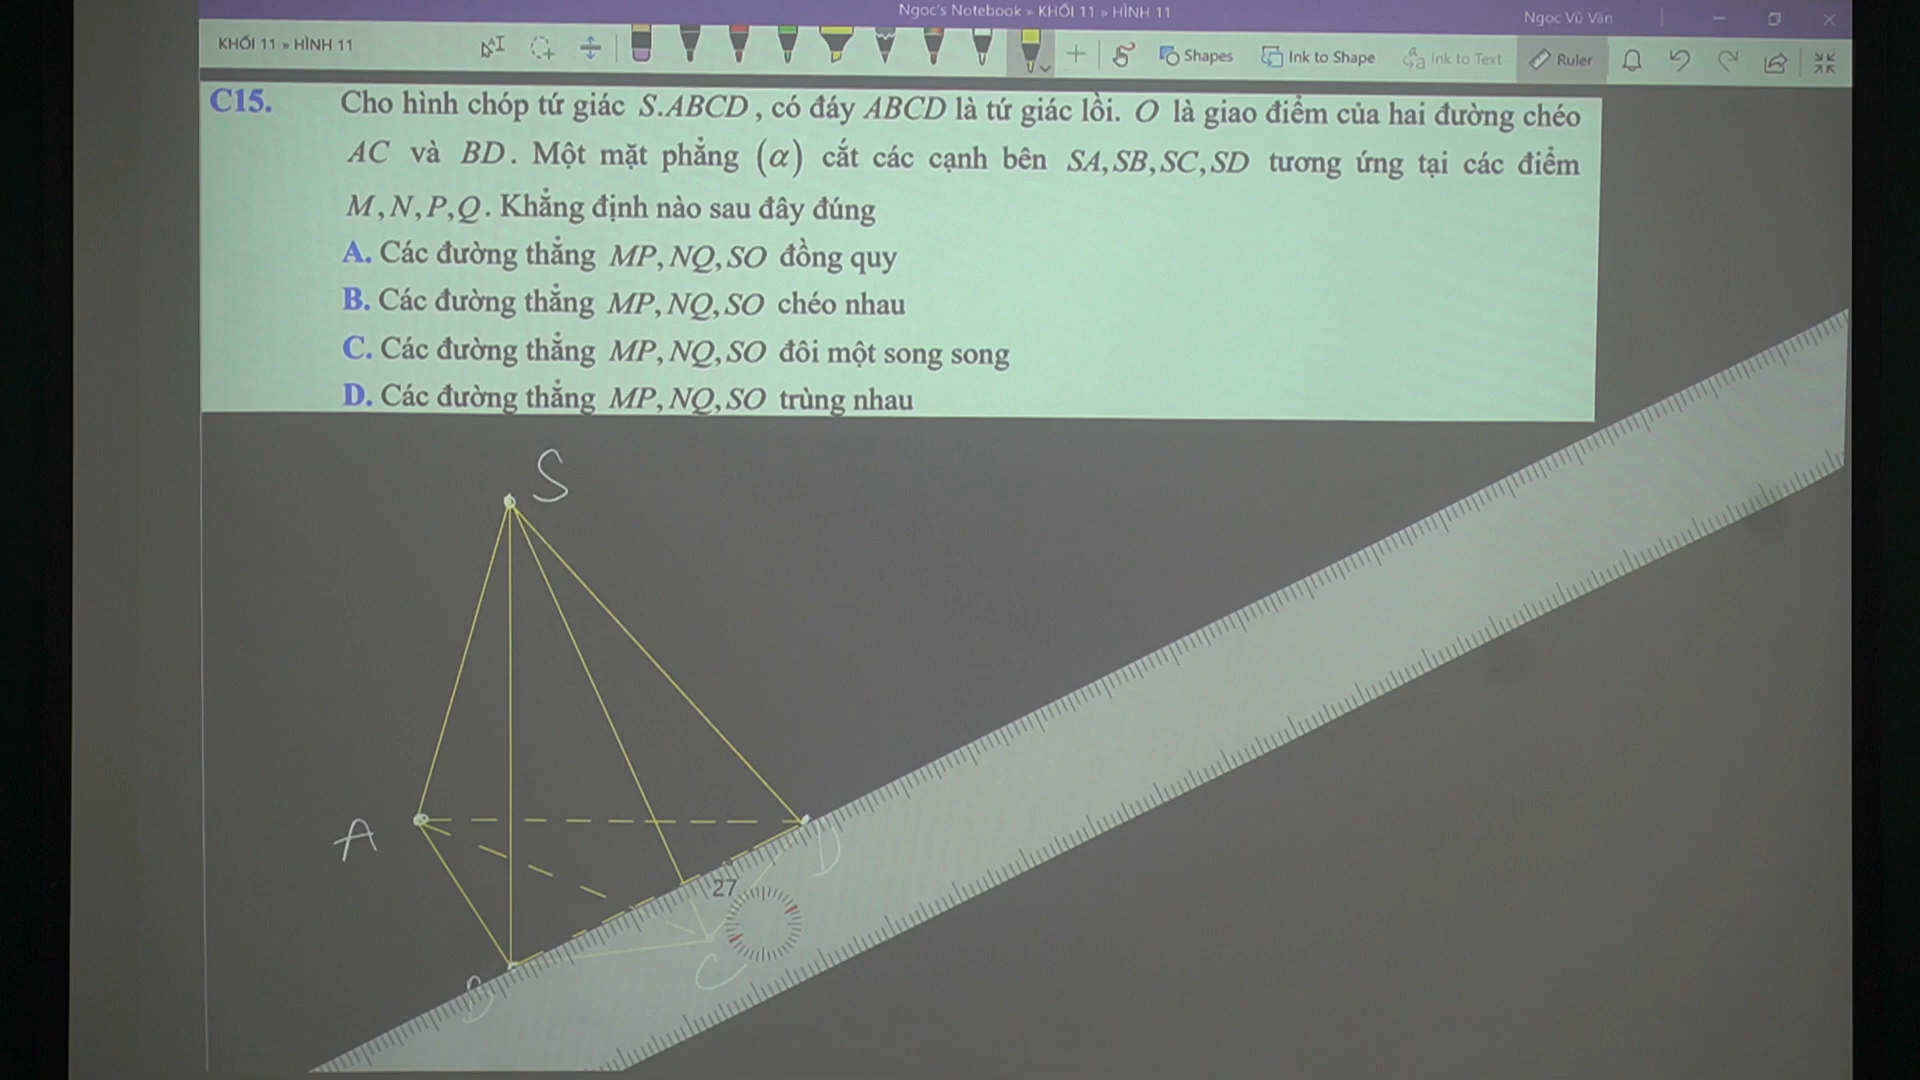 Ngoc's Notebook » KHỐI 11 » HÌNH 11
Ngoc Vũ Văn
KHỐI 11 » HÌNH 11
Shapes
Ink to Shape
Ink to Text
Ruler
C15. Cho hình chóp tứ giác S.ABCD, có đáy ABCD là tứ giác lồi. O là giao điểm của hai đường chéo
AC và BD. Một mặt phẳng (α) cắt các cạnh bên SA,SB,SC,SD tương ứng tại các điểm
M,N,P,Q. Khẳng định nào sau đây đúng
A. Các đường thẳng MP,NQ,SO đồng quy
B. Các đường thẳng MP,NQ,SO chéo nhau
C. Các đường thẳng MP,NQ,SO đôi một song song
D. Các đường thẳng MP,NQ,SO trùng nhau
S
A
D
27
B
C